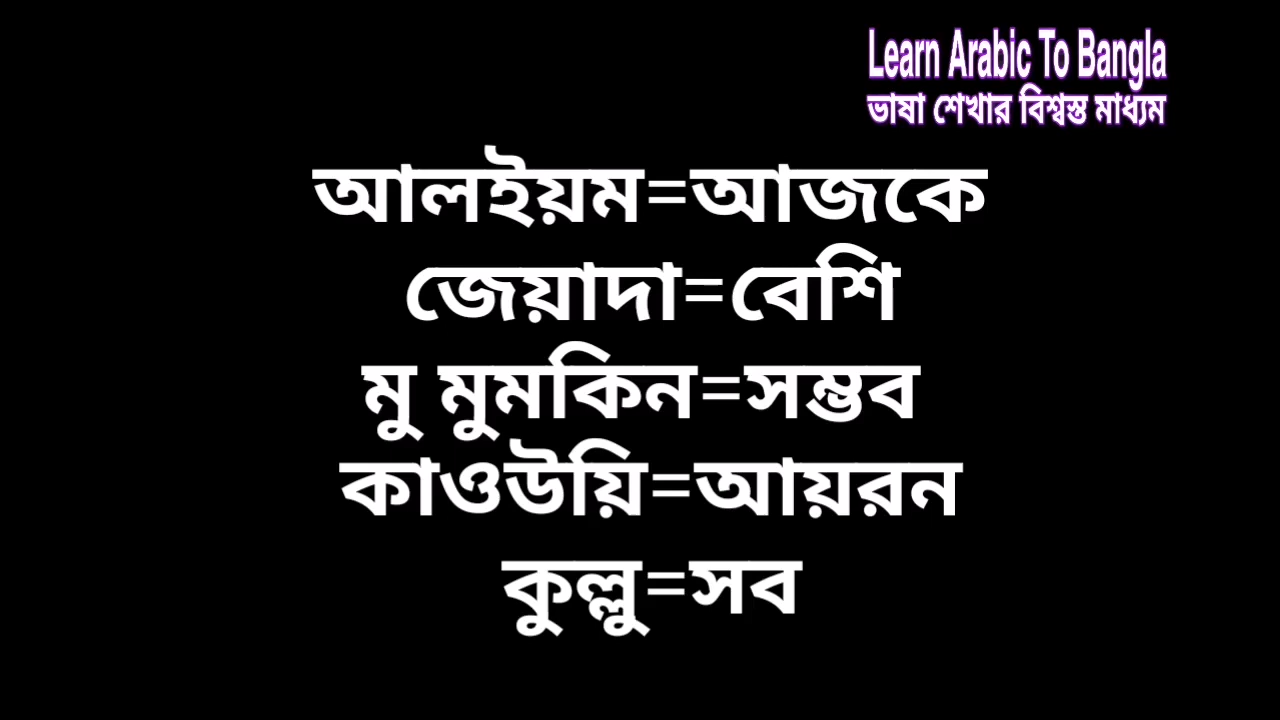 Learn Arabic To Bangla
ভাষা শেখার বিশ্বস্ত মাধ্যম
আলইয়ম=আজকে
জেয়াদা=বেশি
মু মুমকিন=সম্ভব
কাওউয়ি=আয়রন
কুল্লু=সব